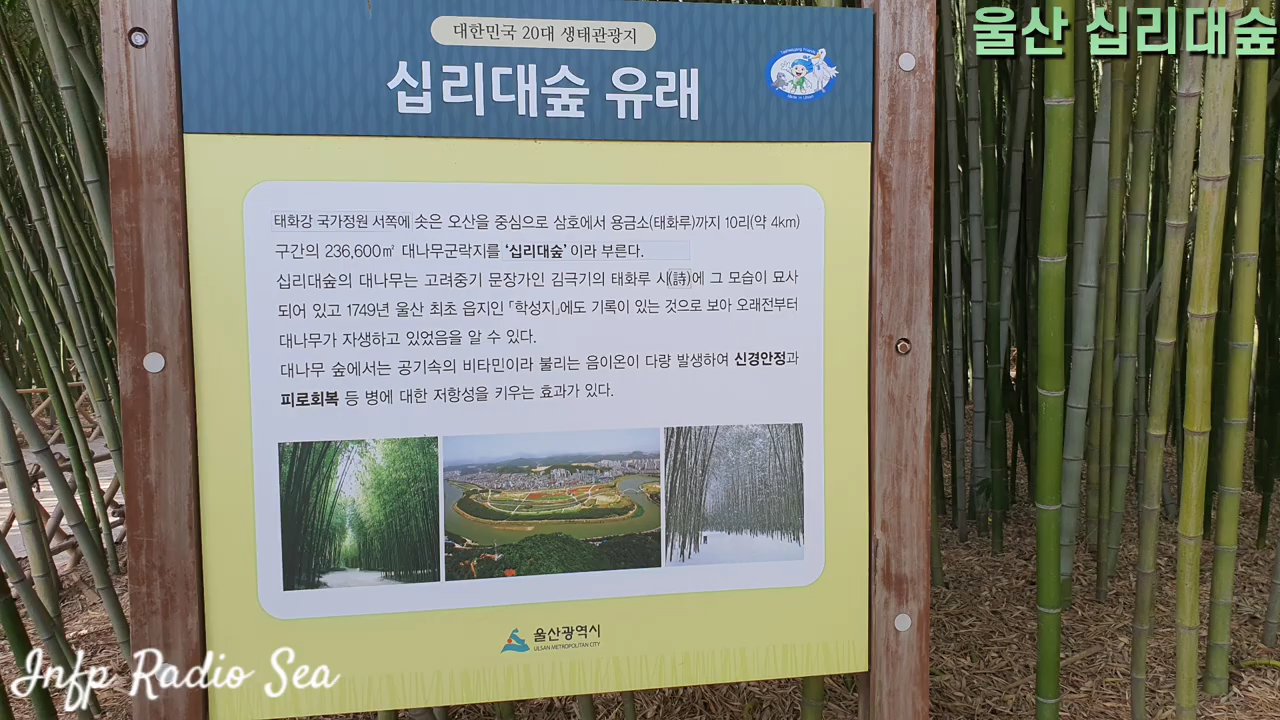 울산 십리대숲
대한민국 20대 생태관광지
십리대숲 유래
태화강 국가정원 서쪽에 솟은 오산을 중심으로 삼호에서 용금소(태화루)까지 10리(약 4km)
구간의 236,600㎡ 대나무군락지를 '십리대숲'이라 부른다.
십리대숲의 대나무는 고려중기 문장가인 김극기의 태화루 시(詩)에 그 모습이 묘사
되어 있고 1749년 울산 최초 읍지인 「학성지」에도 기록이 있는 것으로 보아 오래전부터
대나무가 자생하고 있었음을 알 수 있다.
대나무 숲에서는 공기속의 비타민이라 불리는 음이온이 다량 발생하여 신경안정과
피로회복 등 병에 대한 저항성을 키우는 효과가 있다.
울산광역시
ULSAN METROPOLITAN CITY
Infp Radio Sea